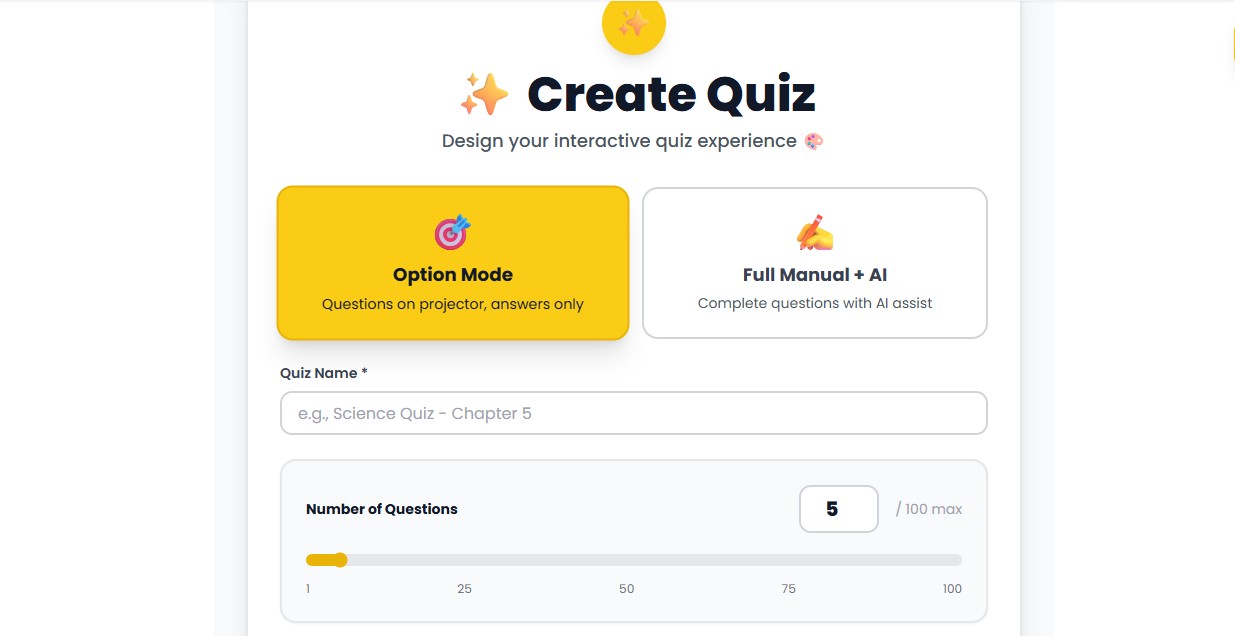 Create Quiz
Design your interactive quiz experience
Option Mode
Questions on projector, answers only
Full Manual + AI
Complete questions with AI assist
Quiz Name *
e.g., Science Quiz - Chapter 5
Number of Questions
5
/ 100 max
1 25 50 75 100